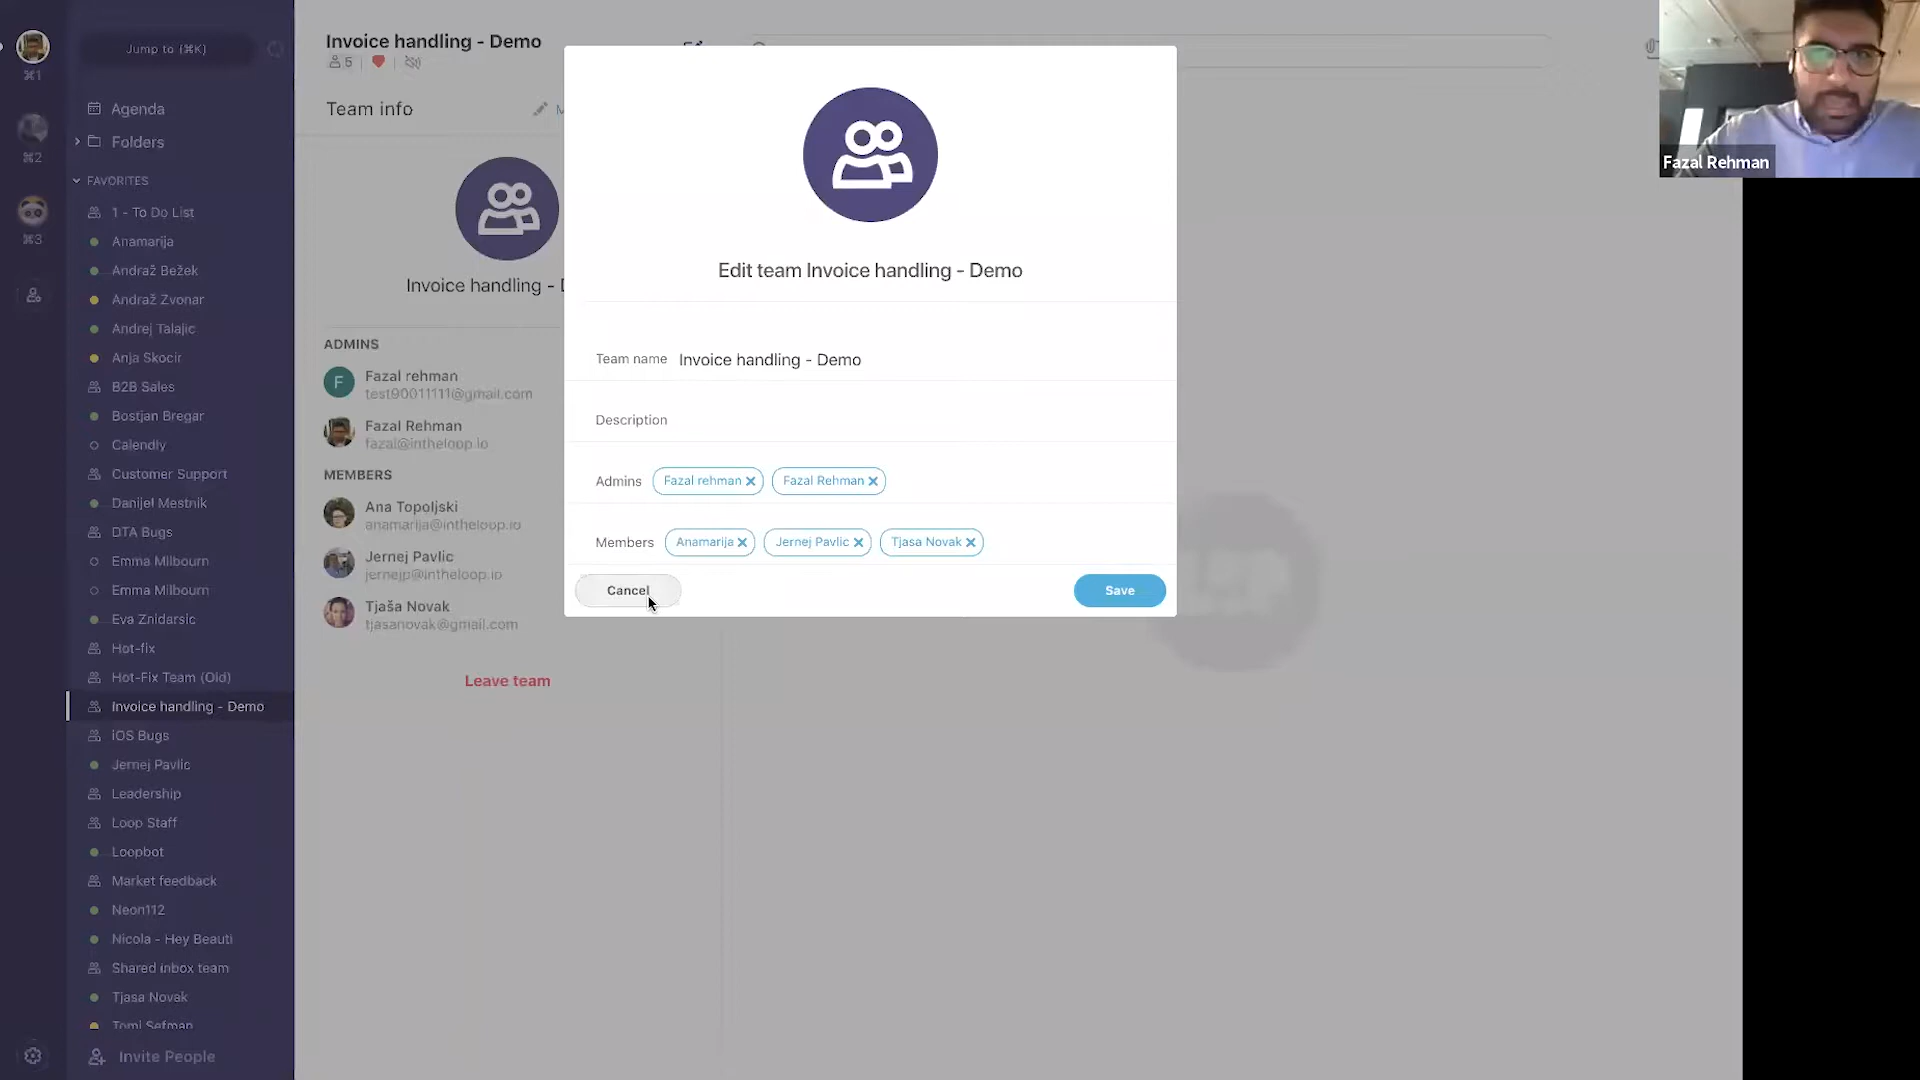 Jump to (⌘K)
⌘1
⌘2
⌘3
Agenda
Folders
FAVORITES
1 - To Do List
Anamarija
Andraž Bežek
Andraž Zvonar
Andrej Talajic
Anja Skocir
B2B Sales
Bostjan Bregar
Calendly
Customer Support
Danijel Mestnik
DTA Bugs
Emma Milbourn
Emma Milbourn
Eva Znidarsic
Hot-fix
Hot-Fix Team (Old)
Invoice handling - Demo
iOS Bugs
Jernej Pavlic
Leadership
Loop Staff
Loopbot
Market feedback
Neon112
Nicola - Hey Beauti
Shared inbox team
Tjasa Novak
Tomi Sefman
Invite People
Invoice handling - Demo
5
Team info
Invoice handling -
ADMINS
F
Fazal rehman
test90011111@gmail.com
Fazal Rehman
fazal@intheloop.io
MEMBERS
Ana Topoljski
anamarija@intheloop.io
Jernej Pavlic
jernejp@intheloop.io
Tjaša Novak
tjasanovak@gmail.com
Leave team
Edit team Invoice handling - Demo
Team name Invoice handling - Demo
Description
Admins Fazal rehman Fazal Rehman
Members Anamarija Jernej Pavlic Tjasa Novak
Cancel Save
Fazal Rehman